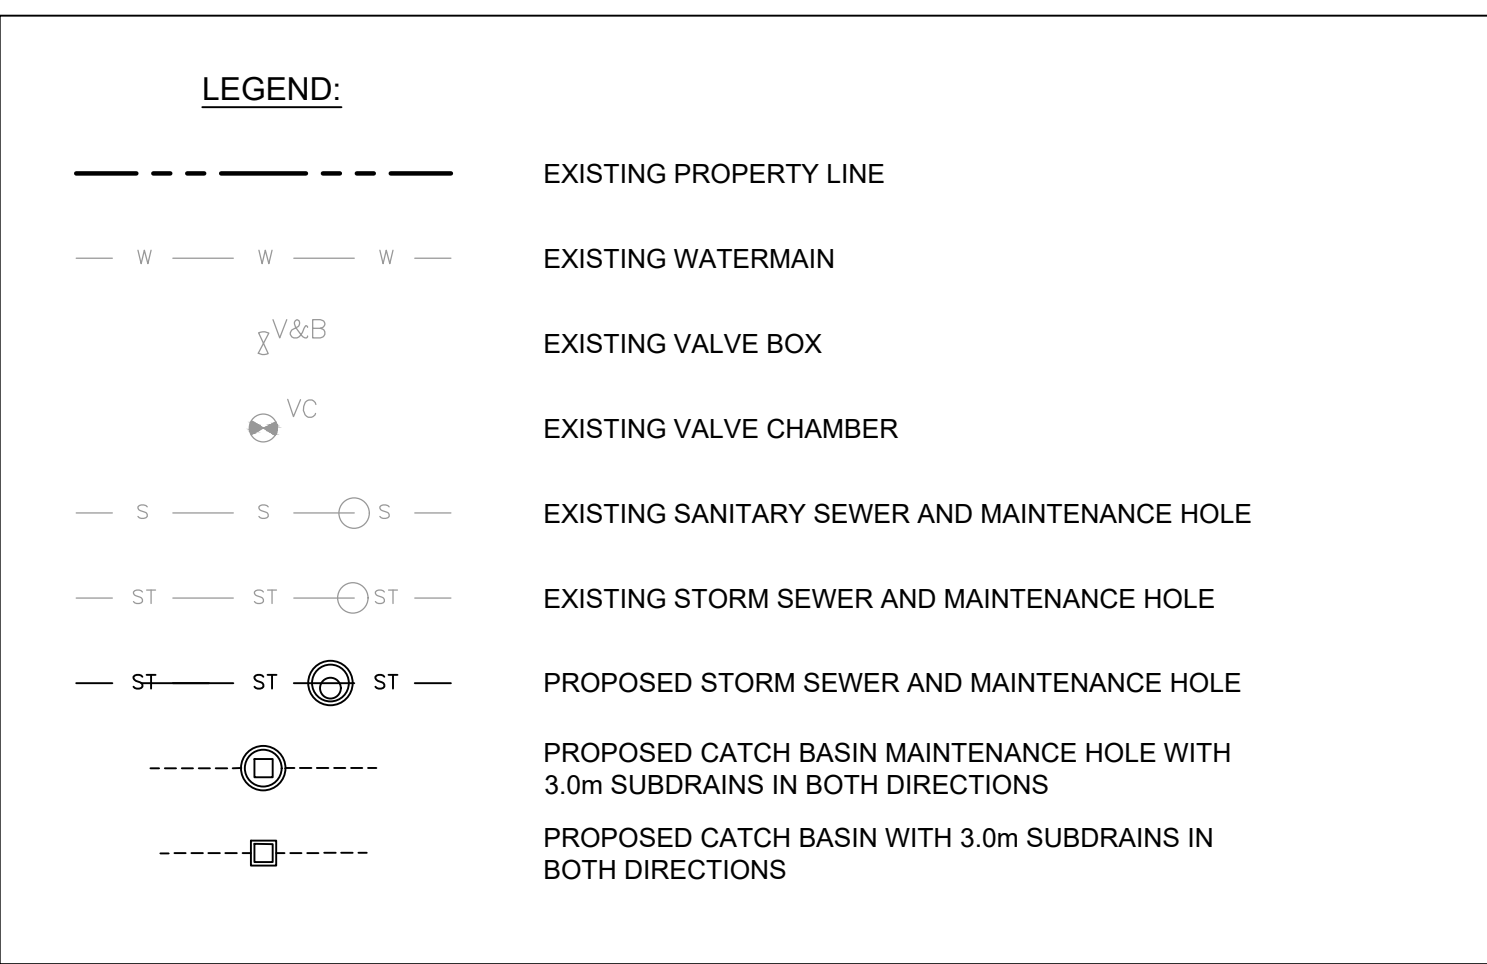 LEGEND:
EXISTING PROPERTY LINE
W W W EXISTING WATERMAIN
V&B EXISTING VALVE BOX
VC EXISTING VALVE CHAMBER
S S S EXISTING SANITARY SEWER AND MAINTENANCE HOLE
ST ST ST EXISTING STORM SEWER AND MAINTENANCE HOLE
ST ST ST PROPOSED STORM SEWER AND MAINTENANCE HOLE
PROPOSED CATCH BASIN MAINTENANCE HOLE WITH
3.0m SUBDRAINS IN BOTH DIRECTIONS
PROPOSED CATCH BASIN WITH 3.0m SUBDRAINS IN
BOTH DIRECTIONS